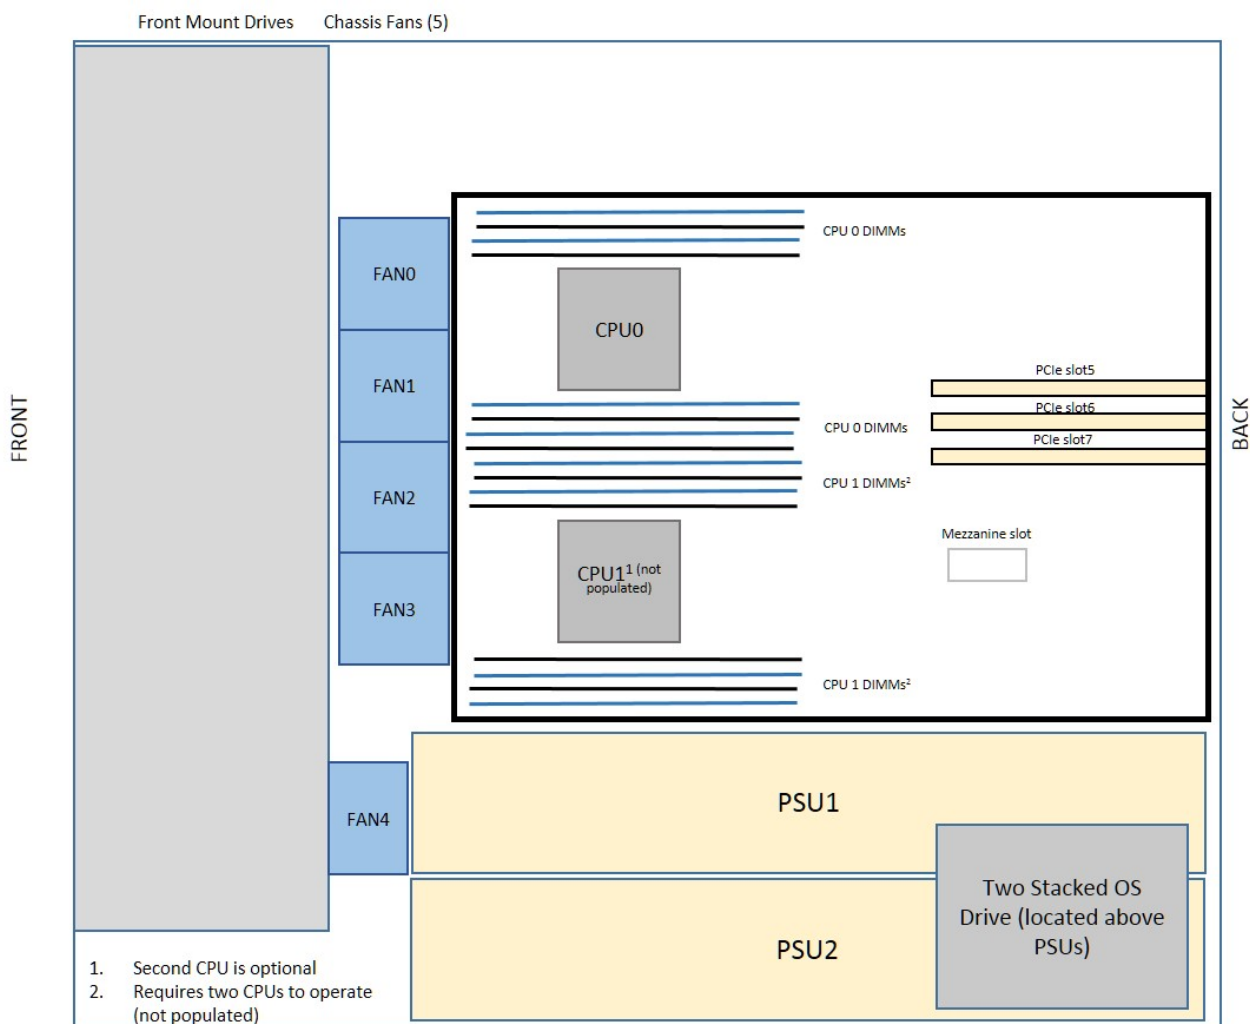 Front Mount Drives
Chassis Fans (5)
FRONT
BACK
CPU 0 DIMMs
FAN0
CPU0
FAN1
PCIe slot5
PCIe slot6
PCIe slot7
CPU 0 DIMMs
CPU 1 DIMMs²
FAN2
Mezzanine slot
CPU1¹ (not
populated)
FAN3
CPU 1 DIMMs²
PSU1
FAN4
Two Stacked OS
Drive (located above
PSUs)
PSU2
1. Second CPU is optional
2. Requires two CPUs to operate
(not populated)